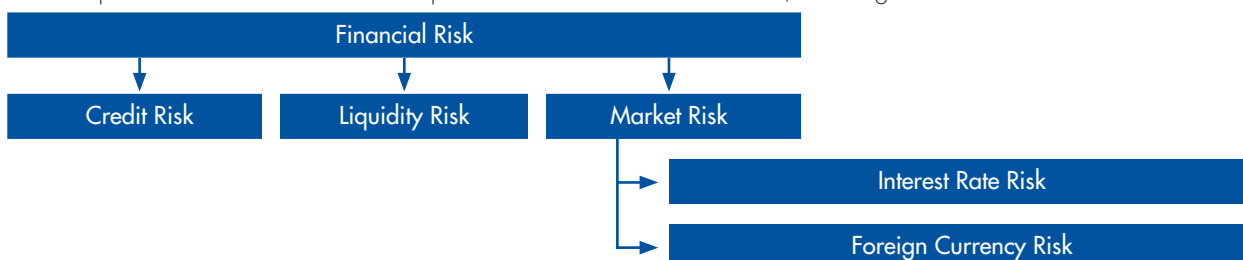 Financial Risk
Credit Risk Liquidity Risk Market Risk
Interest Rate Risk
Foreign Currency Risk